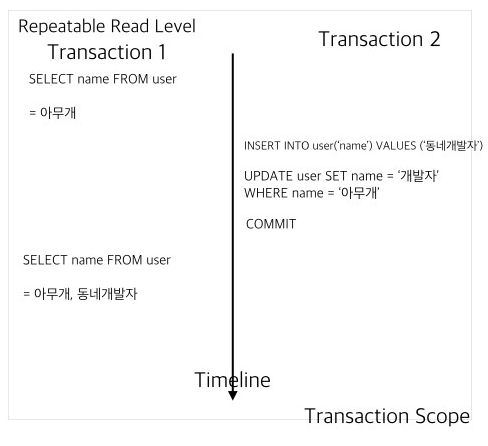 Repeatable Read Level
Transaction 1
SELECT name FROM user
= 아무개
Transaction 2
INSERT INTO user(‘name’) VALUES (‘동네개발자’)
UPDATE user SET name = ‘개발자’
WHERE name = ‘아무개’
COMMIT
SELECT name FROM user
= 아무개, 동네개발자
Timeline
Transaction Scope